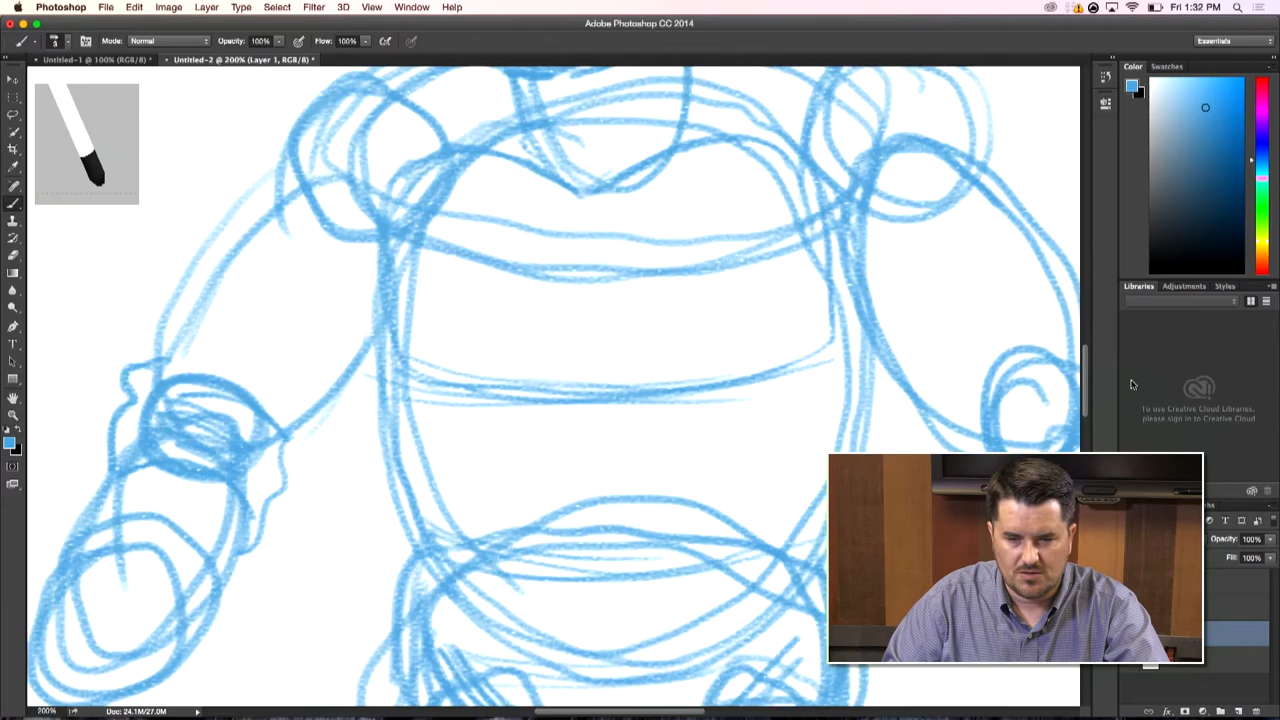 Photoshop File Edit Image Layer Type Select Filter 3D View Window Help Fri 1:32 PM
Adobe Photoshop CC 2014
3 Mode: Normal Opacity: 100% Flow: 100% Essentials
Untitled-1 @ 100% (RGB/8) * Untitled-2 @ 200% (Layer 1, RGB/8) *
Color Swatches
Libraries Adjustments Styles
To use Creative Cloud Libraries,
please sign in to Creative Cloud
Opacity: 100%
Fill: 100%
200% Doc: 24.1M/27.0M